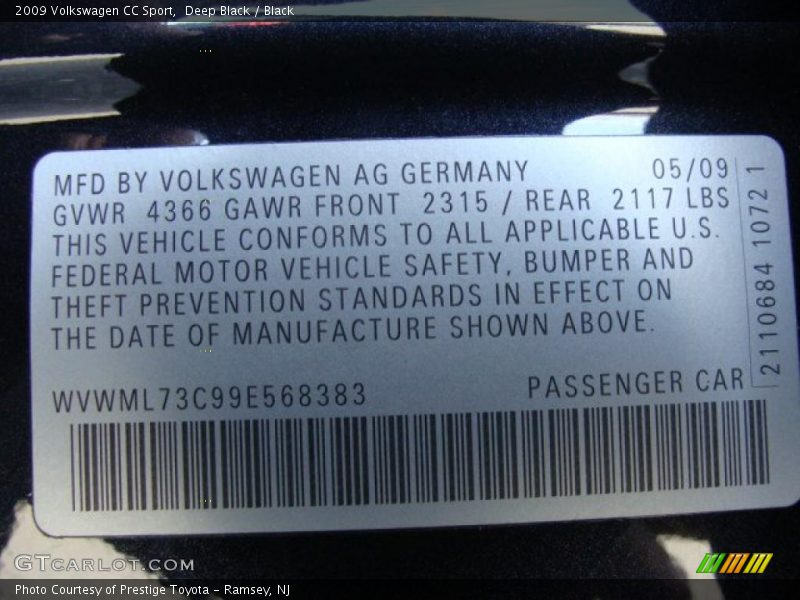 2009 Volkswagen CC Sport, Deep Black / Black
MFD BY VOLKSWAGEN AG GERMANY 05/09
GVWR 4366 GAWR FRONT 2315 / REAR 2117 LBS
THIS VEHICLE CONFORMS TO ALL APPLICABLE U.S.
FEDERAL MOTOR VEHICLE SAFETY, BUMPER AND
THEFT PREVENTION STANDARDS IN EFFECT ON
THE DATE OF MANUFACTURE SHOWN ABOVE.
WVWML73C99E568383 PASSENGER CAR
2110684 1072 1
GTCARLOT.COM
Photo Courtesy of Prestige Toyota - Ramsey, NJ